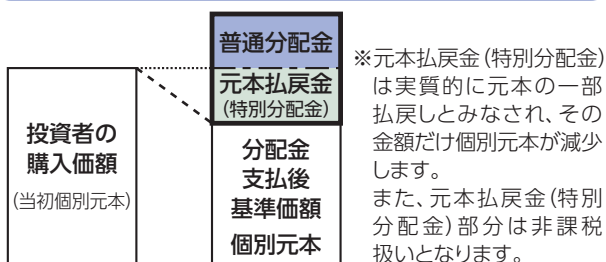 普通分配金
元本払戻金
(特別分配金)
投資者の
購入価額
(当初個別元本)
分配金
支払後
基準価額
個別元本
※元本払戻金(特別分配金)
は実質的に元本の一部
払戻しとみなされ、その
金額だけ個別元本が減少
します。
また、元本払戻金(特別
分配金)部分は非課税
扱いとなります。